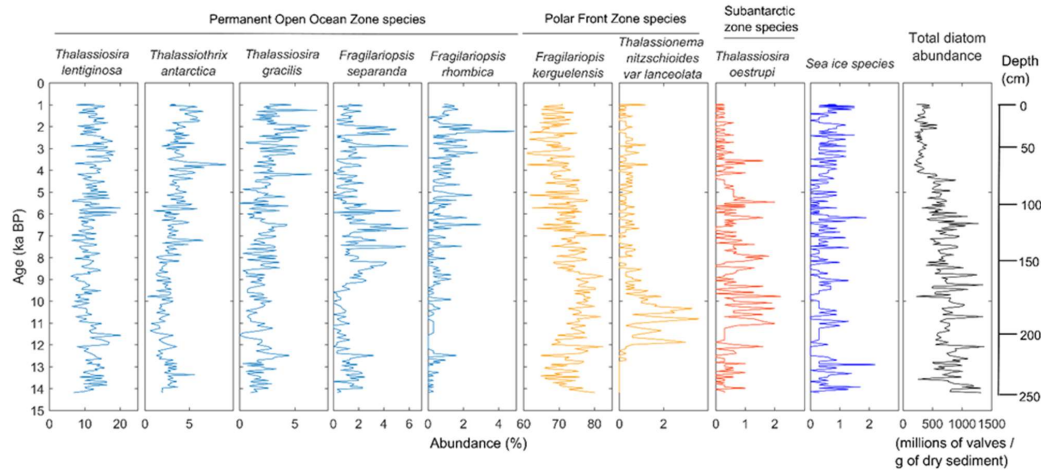 Permanent Open Ocean Zone species
Polar Front Zone species
Subantarctic
zone species
Thalassiosira
lentiginosa
Thalassiothrix
antarctica
Thalassiosira
gracilis
Fragilariopsis
separanda
Fragilariopsis
rhombica
Fragilariopis
kerguelensis
Thalassionema
nitzschioides
var lanceolata
Thalassiosira
oestrupi
Sea ice species
Total diatom
abundance
Depth
(cm)
Age (ka BP)
0
1
2
3
4
5
6
7
8
9
10
11
12
13
14
15
0
50
100
150
200
250
0 10 20
0 5
0 5
0 2 4 6
0 2 4
60 70 80
0 2
0 1 2 3
0 1 2 3
0 500 1000 1500
Abundance (%)
(millions of valves /
g of dry sediment)